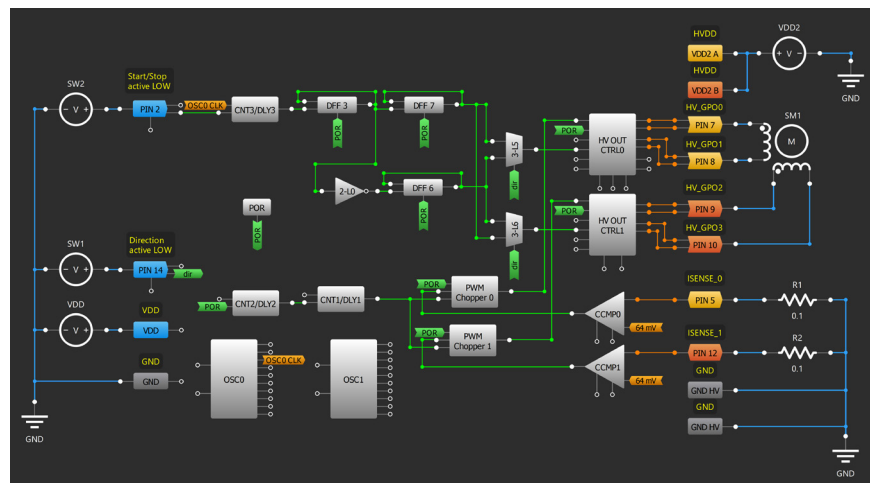 HVDD
VDD2
VDD2 A
+ V -
HVDD
VDD2 B
GND
SW2
- V +
Start/Stop
active LOW
PIN 2
OSC0 CLK
CNT3/DLY3
DFF 3
POR
DFF 7
POR
3-L5
dir
POR
HV OUT
CTRL0
HV_GPO0
PIN 7
HV_GPO1
PIN 8
SM1
M
2-L0
DFF 6
POR
3-L6
dir
POR
HV OUT
CTRL1
HV_GPO2
PIN 9
HV_GPO3
PIN 10
POR
POR
SW1
- V +
Direction
active LOW
PIN 14
dir
VDD
- V +
VDD
VDD
POR
CNT2/DLY2
CNT1/DLY1
POR
PWM
Chopper 0
POR
PWM
Chopper 1
CCMP0
64 mV
CCMP1
64 mV
ISENSE_0
PIN 5
R1
0.1
ISENSE_1
PIN 12
R2
0.1
GND
GND HV
GND
GND HV
GND
GND
GND
OSC0
OSC0 CLK
OSC1
GND